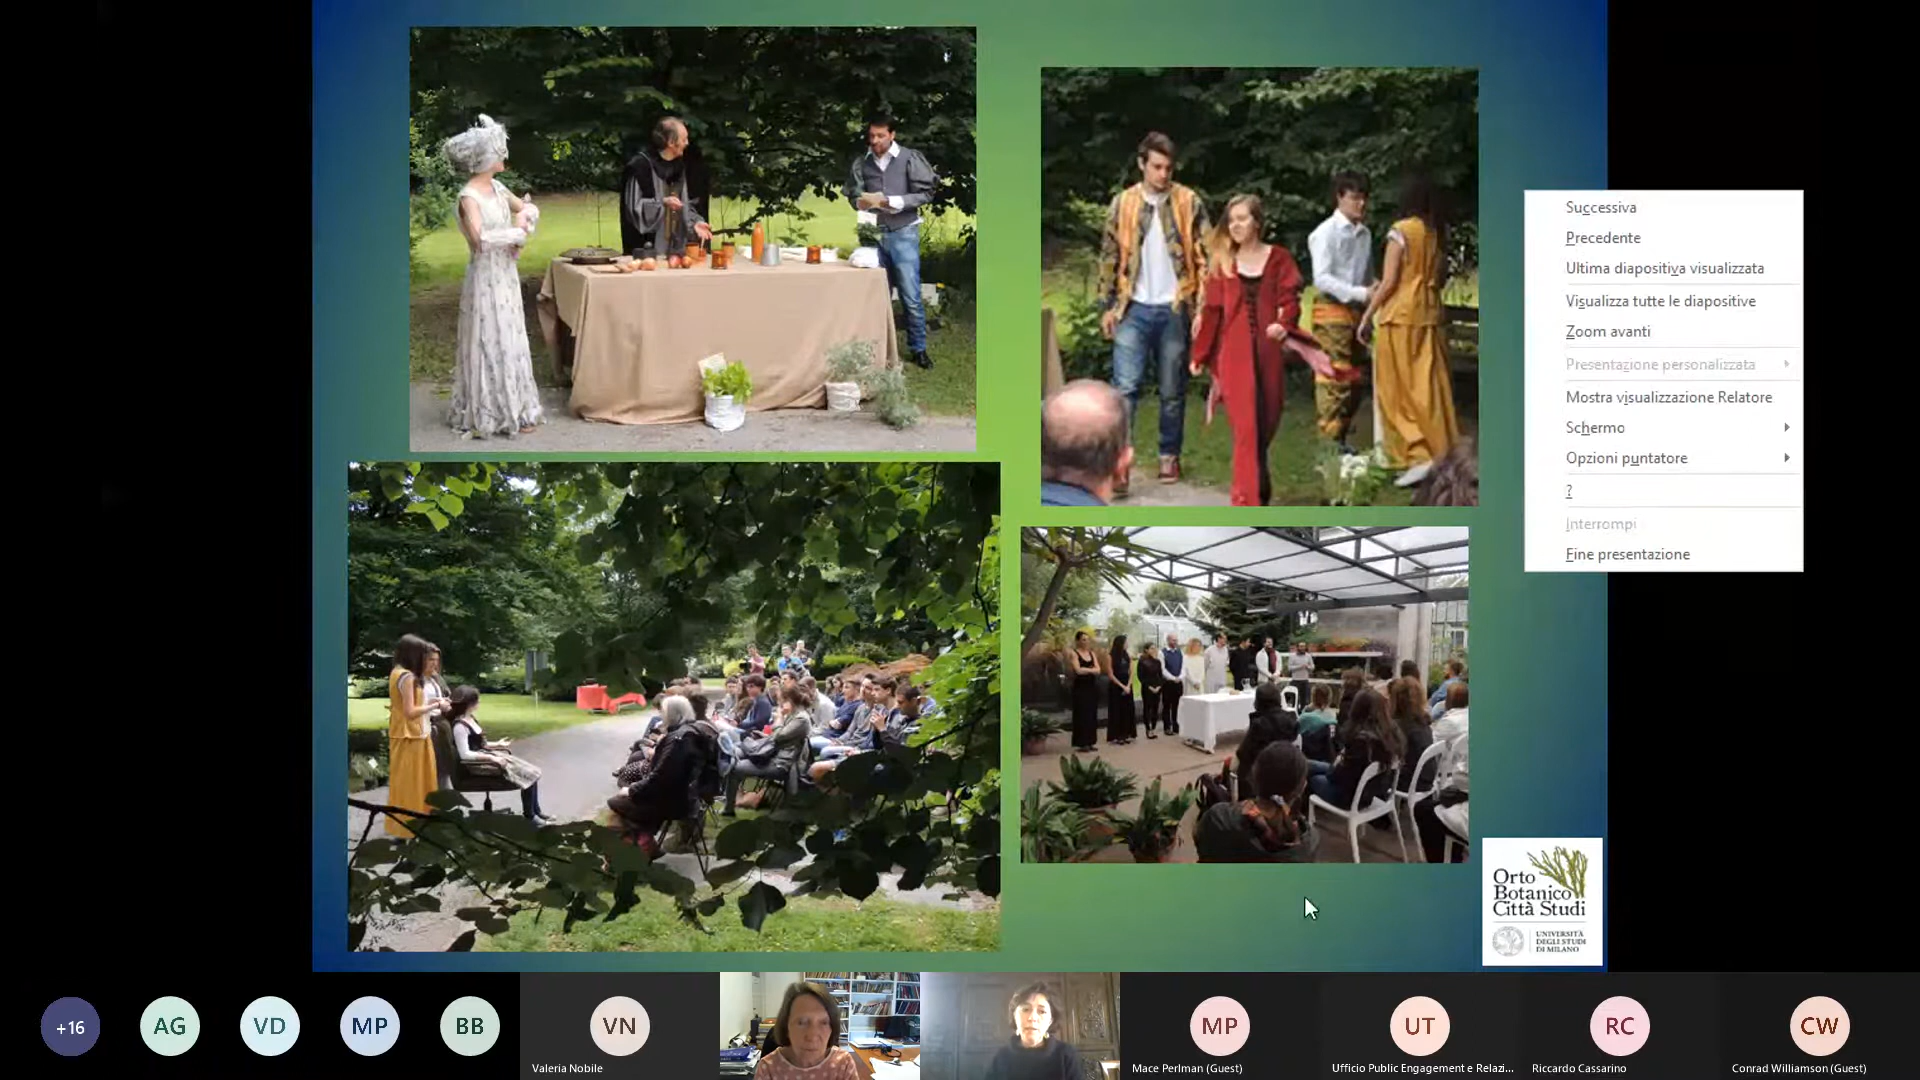 Successiva
Precedente
Ultima diapositiva visualizzata
Visualizza tutte le diapositive
Zoom avanti
Presentazione personalizzata
Mostra visualizzazione Relatore
Schermo
Opzioni puntatore
?
Interrompi
Fine presentazione
Orto
Botanico
Città Studi
UNIVERSITÀ
DEGLI STUDI
DI MILANO
+16
AG
VD
MP
BB
VN
MP
UT
RC
CW
Valeria Nobile
Mace Perlman (Guest)
Ufficio Public Engagement e Relazi...
Riccardo Cassarino
Conrad Williamson (Guest)